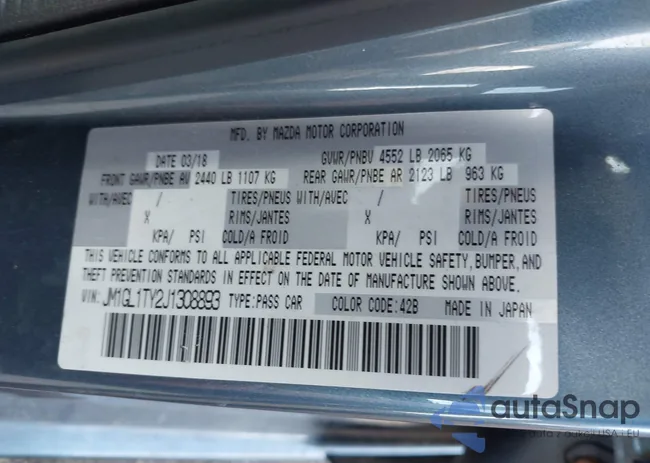 MFD. BY MAZDA MOTOR CORPORATION
DATE 03/18 GVWR/PNBV 4552 LB 2065 KG
FRONT GAWR/PNBE AV 2440 LB 1107 KG REAR GAWR/PNBE AR 2123 LB 963 KG
WITH/AVEC / TIRES/PNEUS WITH/AVEC / TIRES/PNEUS
X RIMS/JANTES X RIMS/JANTES
KPA/ PSI COLD/A FROID KPA/ PSI COLD/A FROID
THIS VEHICLE CONFORMS TO ALL APPLICABLE FEDERAL MOTOR VEHICLE SAFETY, BUMPER, AND
THEFT PREVENTION STANDARDS IN EFFECT ON THE DATE OF MANUFACTURE SHOWN ABOVE.
VIN: JM1GL1TY2J1308893 TYPE: PASS CAR COLOR CODE: 42B MADE IN JAPAN
autoSnap